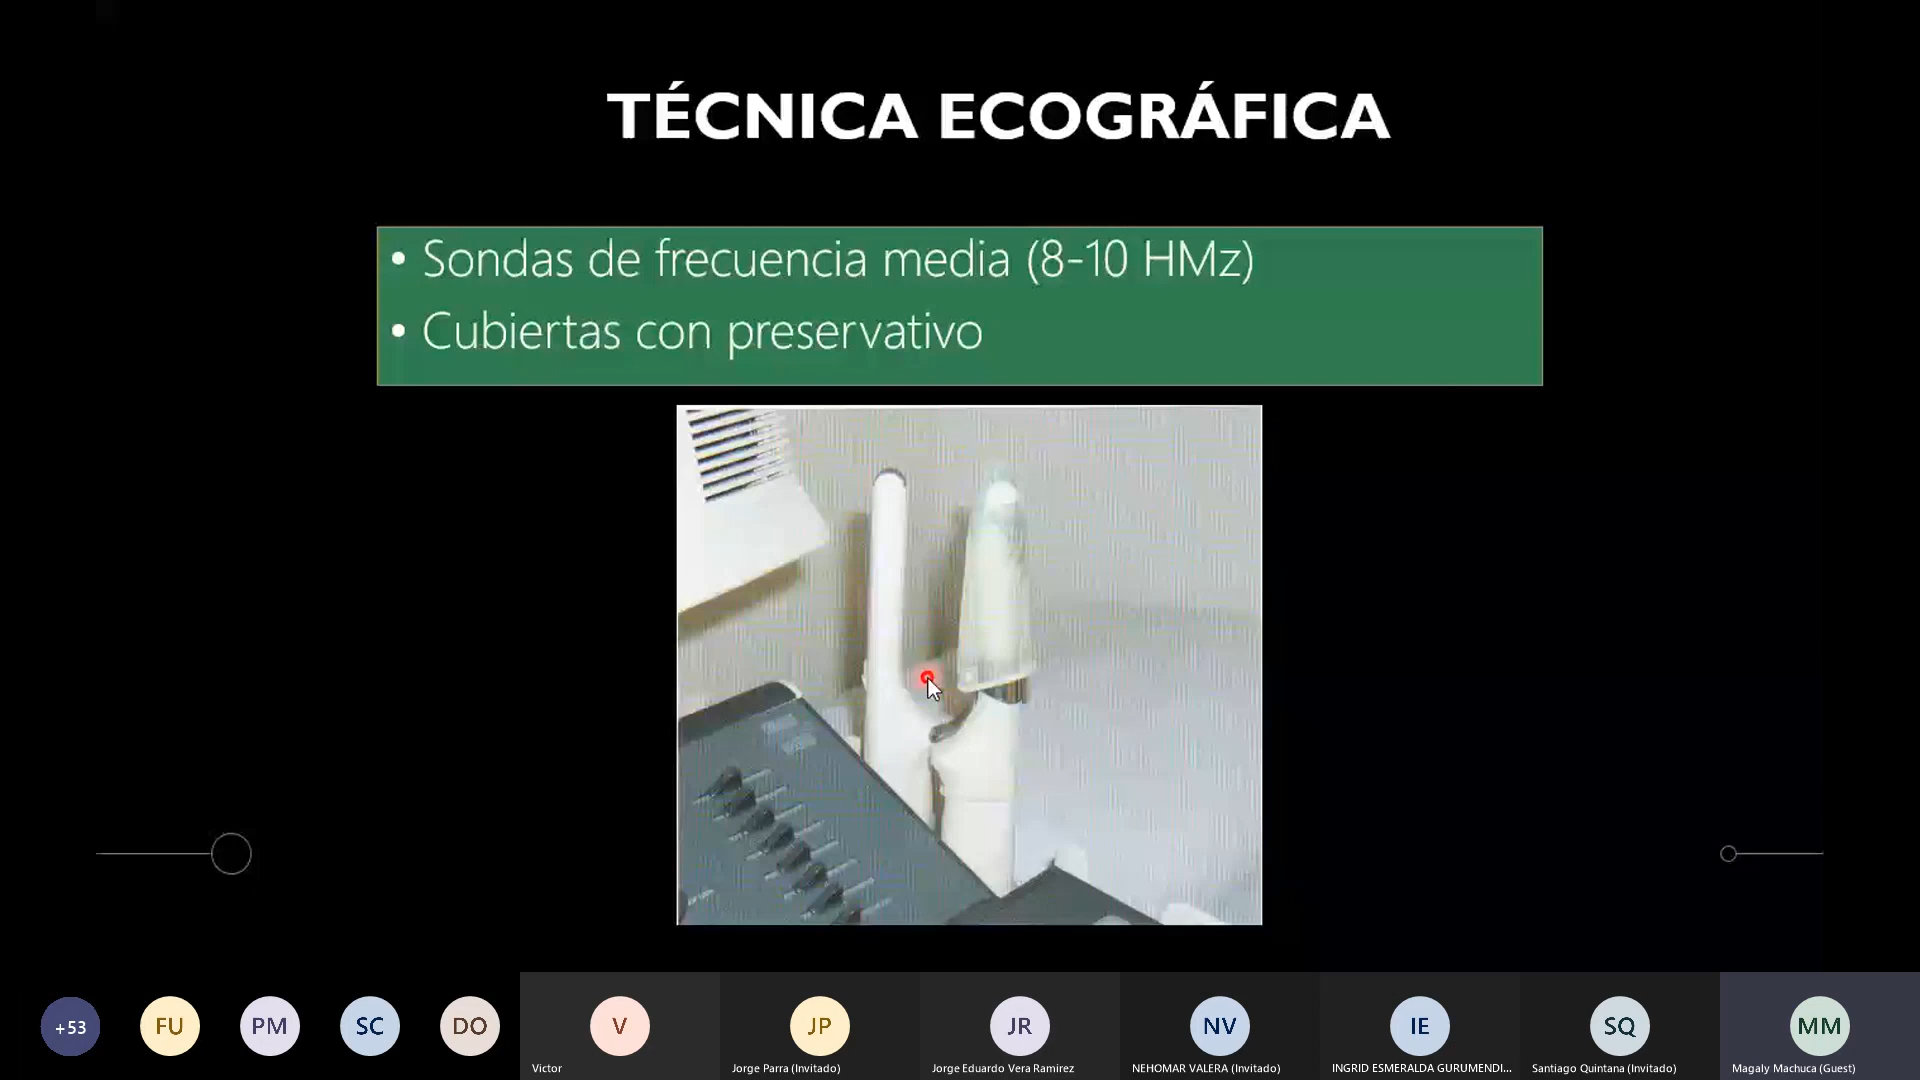 TÉCNICA ECOGRÁFICA
• Sondas de frecuencia media (8-10 HMz)
• Cubiertas con preservativo
+53
FU
PM
SC
DO
V
JP
JR
NV
IE
SQ
MM
Victor
Jorge Parra (Invitado)
Jorge Eduardo Vera Ramirez
NEHOMAR VALERA (Invitado)
INGRID ESMERALDA GURUMENDI...
Santiago Quintana (Invitado)
Magaly Machuca (Guest)